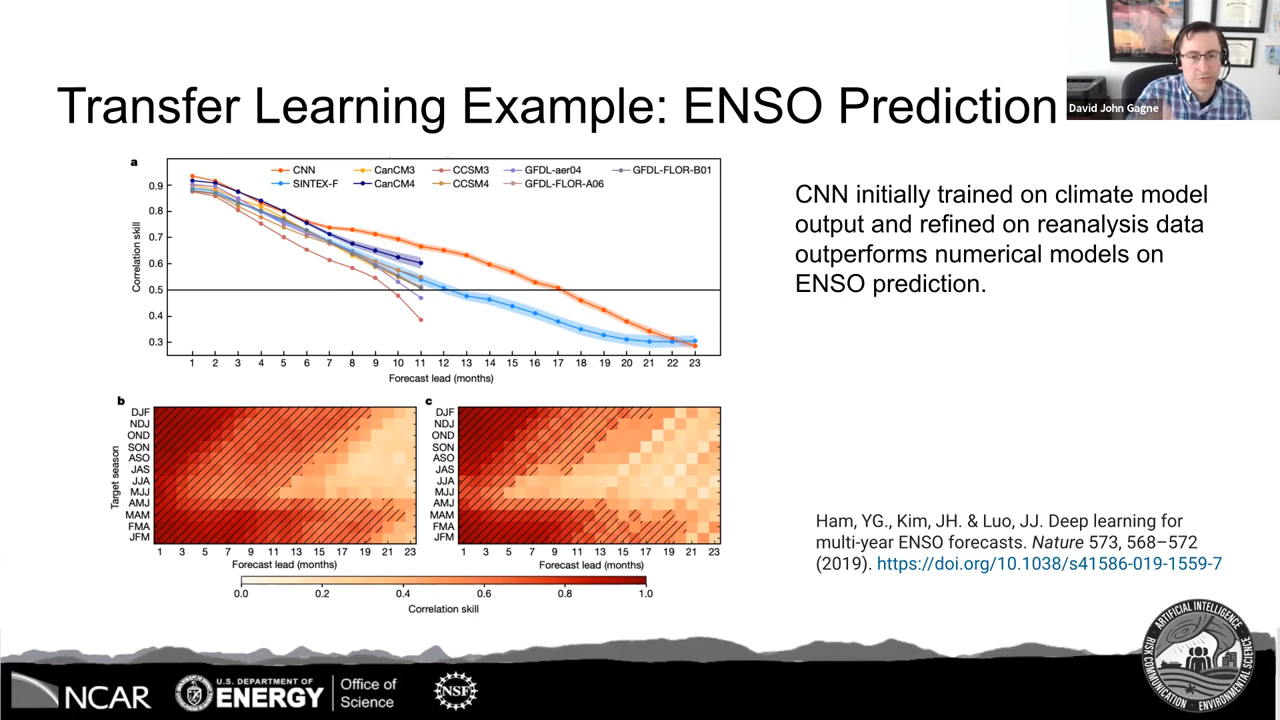 Transfer Learning Example: ENSO Prediction
David John Gagne
a
CNN
CanCM3
CCSM3
GFDL-aer04
GFDL-FLOR-B01
SINTEX-F
CanCM4
CCSM4
GFDL-FLOR-A06
0.9
0.8
0.7
0.6
0.5
0.4
0.3
Correlation skill
1 2 3 4 5 6 7 8 9 10 11 12 13 14 15 16 17 18 19 20 21 22 23
Forecast lead (months)
CNN initially trained on climate model
output and refined on reanalysis data
outperforms numerical models on
ENSO prediction.
b
DJF
NDJ
OND
SON
ASO
JAS
JJA
MJJ
AMJ
MAM
FMA
JFM
Target season
1 3 5 7 9 11 13 15 17 19 21 23
Forecast lead (months)
c
DJF
NDJ
OND
SON
ASO
JAS
JJA
MJJ
AMJ
MAM
FMA
JFM
1 3 5 7 9 11 13 15 17 19 21 23
Forecast lead (months)
0.0 0.2 0.4 0.6 0.8 1.0
Correlation skill
Ham, YG., Kim, JH. & Luo, JJ. Deep learning for
multi-year ENSO forecasts. Nature 573, 568–572
(2019). https://doi.org/10.1038/s41586-019-1559-7
NCAR
U.S. DEPARTMENT OF
ENERGY
Office of
Science
NSF
ARTIFICIAL INTELLIGENCE
RISK COMMUNICATION
ENVIRONMENTAL SCIENCE